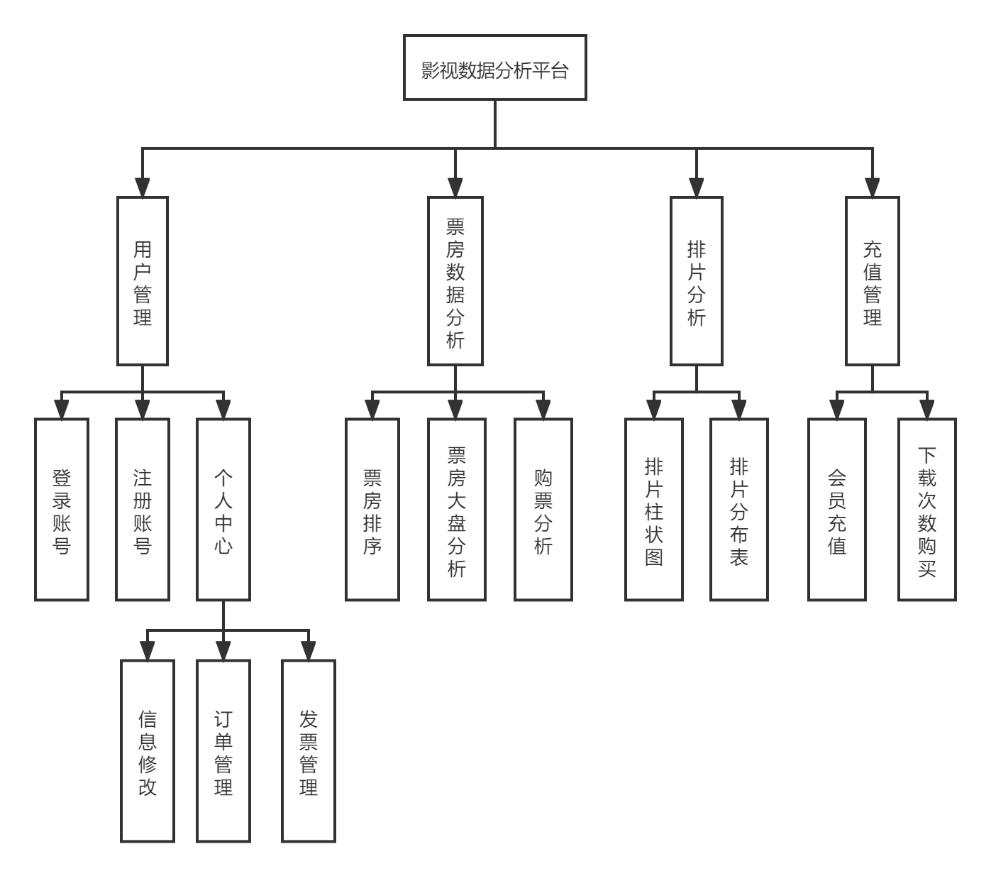 影视数据分析平台
用户管理
票房数据分析
排片分析
充值管理
登录账号
注册账号
个人中心
票房排序
票房大盘分析
购票分析
排片柱状图
排片分布表
会员充值
下载次数购买
信息修改
订单管理
发票管理